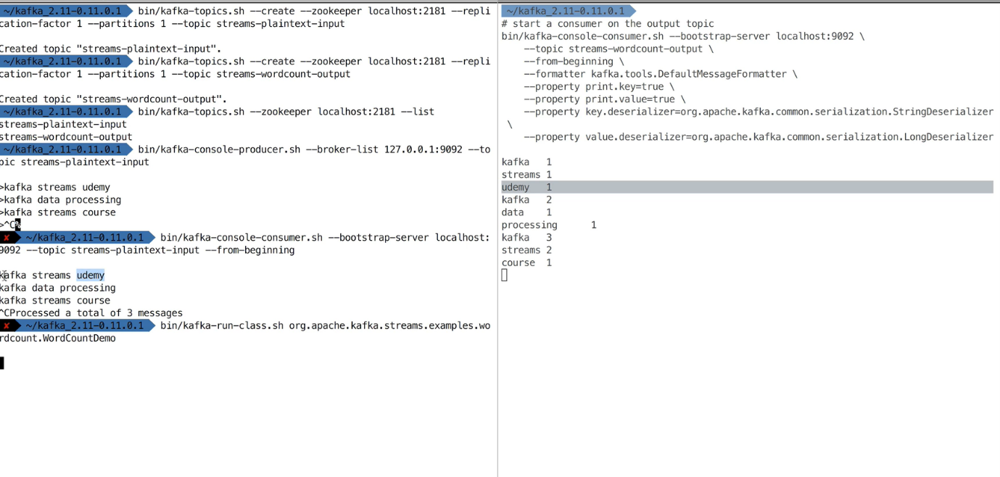 ~/kafka_2.11-0.11.0.1 bin/kafka-topics.sh --create --zookeeper localhost:2181 --repli
cation-factor 1 --partitions 1 --topic streams-plaintext-input
Created topic "streams-plaintext-input".
~/kafka_2.11-0.11.0.1 bin/kafka-topics.sh --create --zookeeper localhost:2181 --repli
cation-factor 1 --partitions 1 --topic streams-wordcount-output
Created topic "streams-wordcount-output".
~/kafka_2.11-0.11.0.1 bin/kafka-topics.sh --zookeeper localhost:2181 --list
streams-plaintext-input
streams-wordcount-output
~/kafka_2.11-0.11.0.1 bin/kafka-console-producer.sh --broker-list 127.0.0.1:9092 --to
pic streams-plaintext-input
>kafka streams udemy
>kafka data processing
>kafka streams course
>^C%
✘ ~/kafka_2.11-0.11.0.1 bin/kafka-console-consumer.sh --bootstrap-server localhost:
9092 --topic streams-plaintext-input --from-beginning
kafka streams udemy
kafka data processing
kafka streams course
^CProcessed a total of 3 messages
✘ ~/kafka_2.11-0.11.0.1 bin/kafka-run-class.sh org.apache.kafka.streams.examples.wo
rdcount.WordCountDemo
~/kafka_2.11-0.11.0.1
# start a consumer on the output topic
bin/kafka-console-consumer.sh --bootstrap-server localhost:9092 \
--topic streams-wordcount-output \
--from-beginning \
--formatter kafka.tools.DefaultMessageFormatter \
--property print.key=true \
--property print.value=true \
--property key.deserializer=org.apache.kafka.common.serialization.StringDeserializer
\
--property value.deserializer=org.apache.kafka.common.serialization.LongDeserializer
kafka 1
streams 1
udemy 1
kafka 2
data 1
processing 1
kafka 3
streams 2
course 1